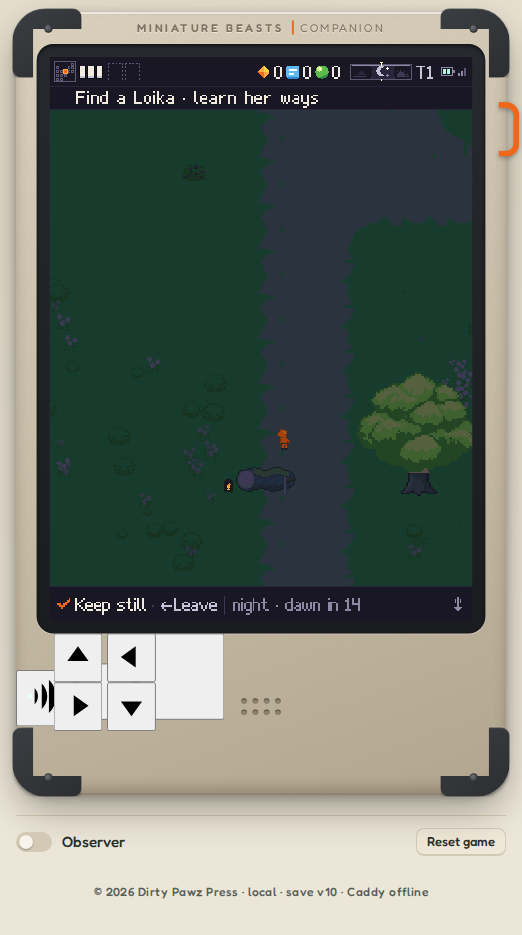 MINIATURE BEASTS | COMPANION
0 0 0 T1
Find a Loika · learn her ways
Keep still · ←Leave | night · dawn in 14
Observer
Reset game
© 2026 Dirty Pawz Press · local · save v10 · Caddy offline